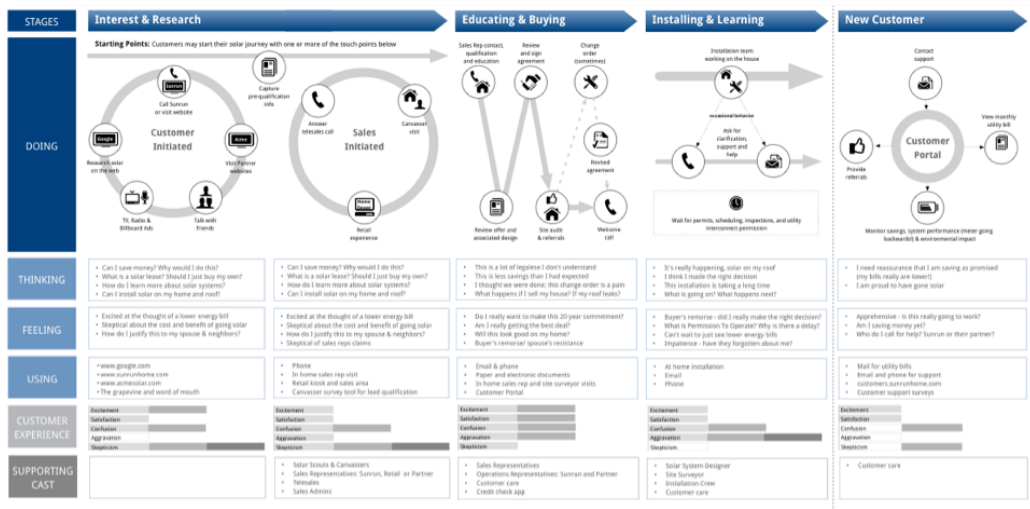 STAGES
Interest & Research
Educating & Buying
Installing & Learning
New Customer
DOING
Starting Points: Customers may start their solar journey with one or more of the touch points below
Sunrun
Call Sunrun
or visit website
Capture
pre-qualification
info
Google
Research solar
on the web
Customer
Initiated
Acme
Visit Partner
websites
TV, Radio &
Billboard Ads
Talk with
friends
Answer
telesales call
Sales
Initiated
Canvasser
visit
Home
Depot
Retail
experience
Sales Rep contact,
qualification
and education
Review
and sign
agreement
Change
order
(sometimes)
Revised
agreement
Review offer and
associated design
Site audit
& referrals
Welcome
call
Installation team
working on the house
occasional behavior
Ask for
clarification,
support and
help
Wait for permits, scheduling, inspections, and utility
interconnect permission
Contact
support
View monthly
utility bill
Customer
Portal
Provide
referrals
Monitor savings, system performance (meter going
backwards!) & environmental impact
THINKING
• Can I save money? Why would I do this?
• What is a solar lease? Should I just buy my own?
• How do I learn more about solar systems?
• Can I install solar on my home and roof?
• Can I save money? Why would I do this?
• What is a solar lease? Should I just buy my own?
• How do I learn more about solar systems?
• Can I install solar on my home and roof?
• This is a lot of legalese I don't understand
• This is less savings than I had expected
• I thought we were done; this change order is a pain
• What happens if I sell my house? If my roof leaks?
• It's really happening, solar on my roof
• I think I made the right decision
• This installation is taking a long time
• What is going on? What happens next?
• I need reassurance that I am saving as promised
(my bills really are lower!)
• I am proud to have gone solar
FEELING
• Excited at the thought of a lower energy bill
• Skeptical about the cost and benefit of going solar
• How do I justify this to my spouse & neighbors?
• Excited at the thought of a lower energy bill
• Skeptical about the cost and benefit of going solar
• How do I justify this to my spouse & neighbors?
• Skeptical of sales reps claims
• Do I really want to make this 20 year commitment?
• Am I really getting the best deal?
• Will this look good on my home?
• Buyer's remorse/ spouse's resistance
• Buyer's remorse - did I really make the right decision?
• What is Permission To Operate? Why is there a delay?
• Can't wait to just see lower energy bills
• Impatience - have they forgotten about me?
• Apprehensive - is this really going to work?
• Am I saving money yet?
• Who do I call for help? Sunrun or their partner?
USING
• www.google.com
• www.sunrunhome.com
• www.acmesolar.com
• The grapevine and word of mouth
• Phone
• In home sales rep visit
• Retail kiosk and sales area
• Canvasser survey tool for lead qualification
• Email & phone
• Paper and electronic documents
• In home sales rep and site surveyor visits
• Customer Portal
• At home installation
• Email
• Phone
• Mail for utility bills
• Email and phone for support
• customers.sunrunhome.com
• Customer support surveys
CUSTOMER
EXPERIENCE
Excitement
Satisfaction
Confusion
Aggravation
Skepticism
Excitement
Satisfaction
Confusion
Aggravation
Skepticism
Excitement
Satisfaction
Confusion
Aggravation
Skepticism
Excitement
Satisfaction
Confusion
Aggravation
Skepticism
Excitement
Satisfaction
Confusion
Aggravation
Skepticism
SUPPORTING
CAST
• Solar Scouts & Canvassers
• Sales Representatives: Sunrun, Retail or Partner
• Telesales
• Sales Admins
• Sales Representatives
• Operations Representatives: Sunrun and Partner
• Customer care
• Credit check app
• Solar System Designer
• Site Surveyor
• Installation Crew
• Customer care
• Customer care